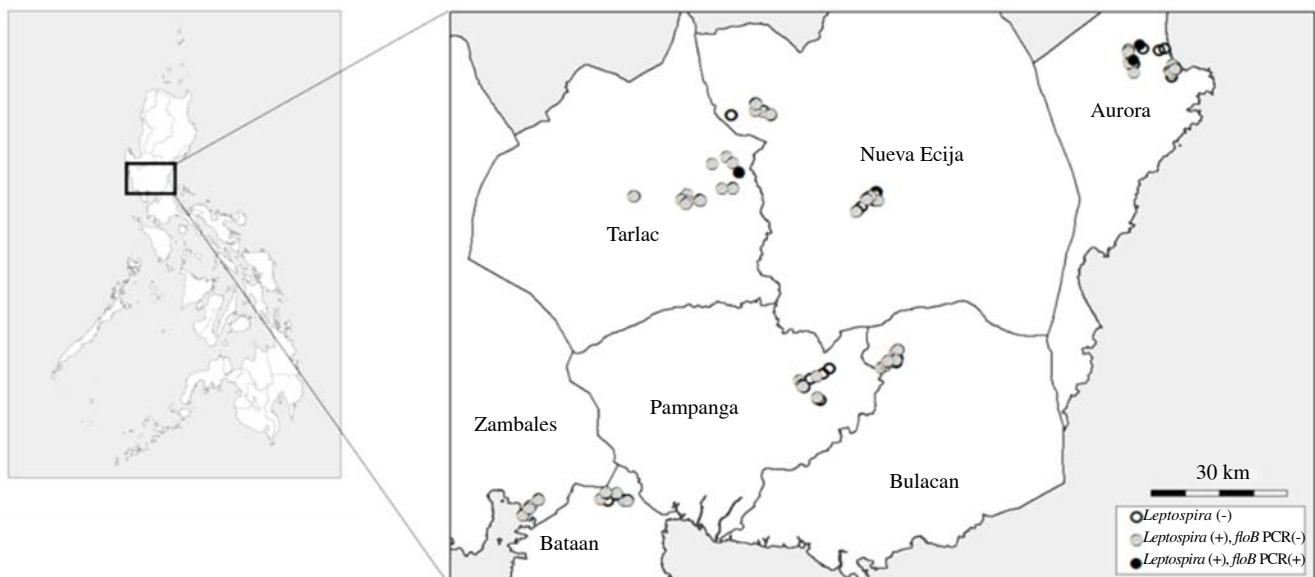 Aurora
Nueva Ecija
Tarlac
Pampanga
Zambales
Bulacan
Bataan
30 km
Leptospira (-)
Leptospira (+), floB PCR(-)
Leptospira (+), floB PCR(+)